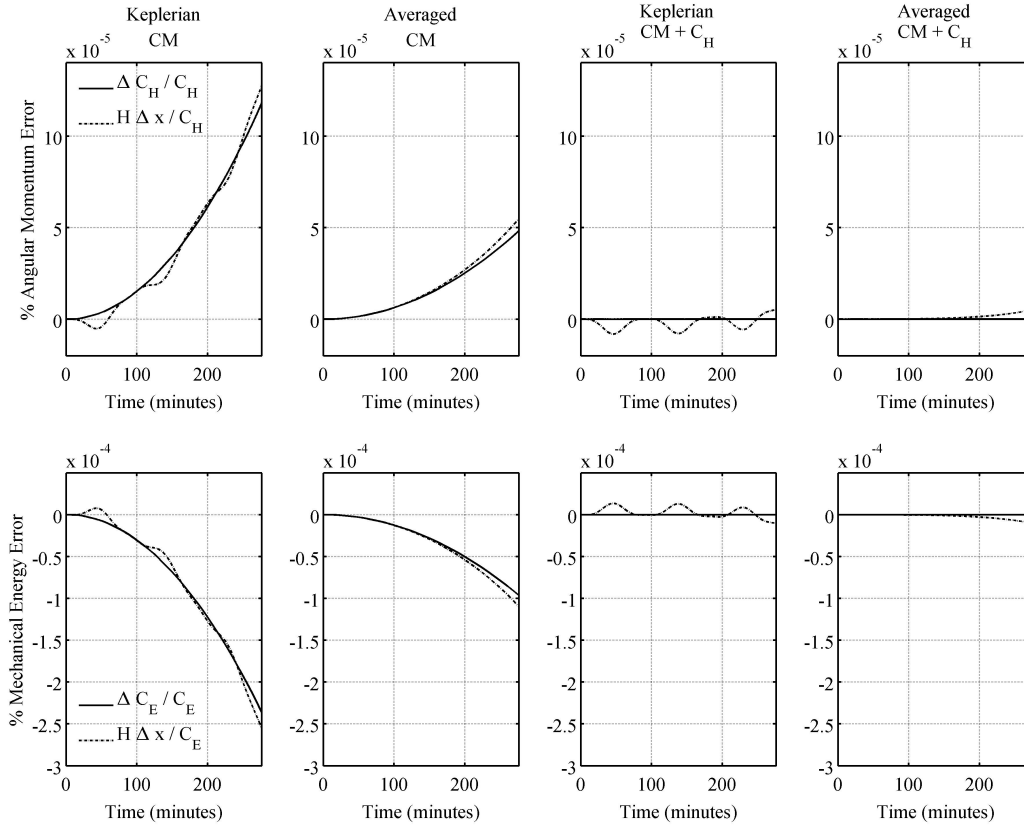 Keplerian
CM
Averaged
CM
Keplerian
CM + C_H
Averaged
CM + C_H
x 10^-5
x 10^-5
x 10^-5
x 10^-5
% Angular Momentum Error
Δ C_H / C_H
H Δ x / C_H
10
5
0
10
5
0
10
5
0
10
5
0
0 100 200
0 100 200
0 100 200
0 100 200
Time (minutes)
Time (minutes)
Time (minutes)
Time (minutes)
x 10^-4
x 10^-4
x 10^-4
x 10^-4
% Mechanical Energy Error
0
-0.5
-1
-1.5
-2
-2.5
-3
Δ C_E / C_E
H Δ x / C_E
0
-0.5
-1
-1.5
-2
-2.5
-3
0
-0.5
-1
-1.5
-2
-2.5
-3
0
-0.5
-1
-1.5
-2
-2.5
-3
0 100 200
0 100 200
0 100 200
0 100 200
Time (minutes)
Time (minutes)
Time (minutes)
Time (minutes)